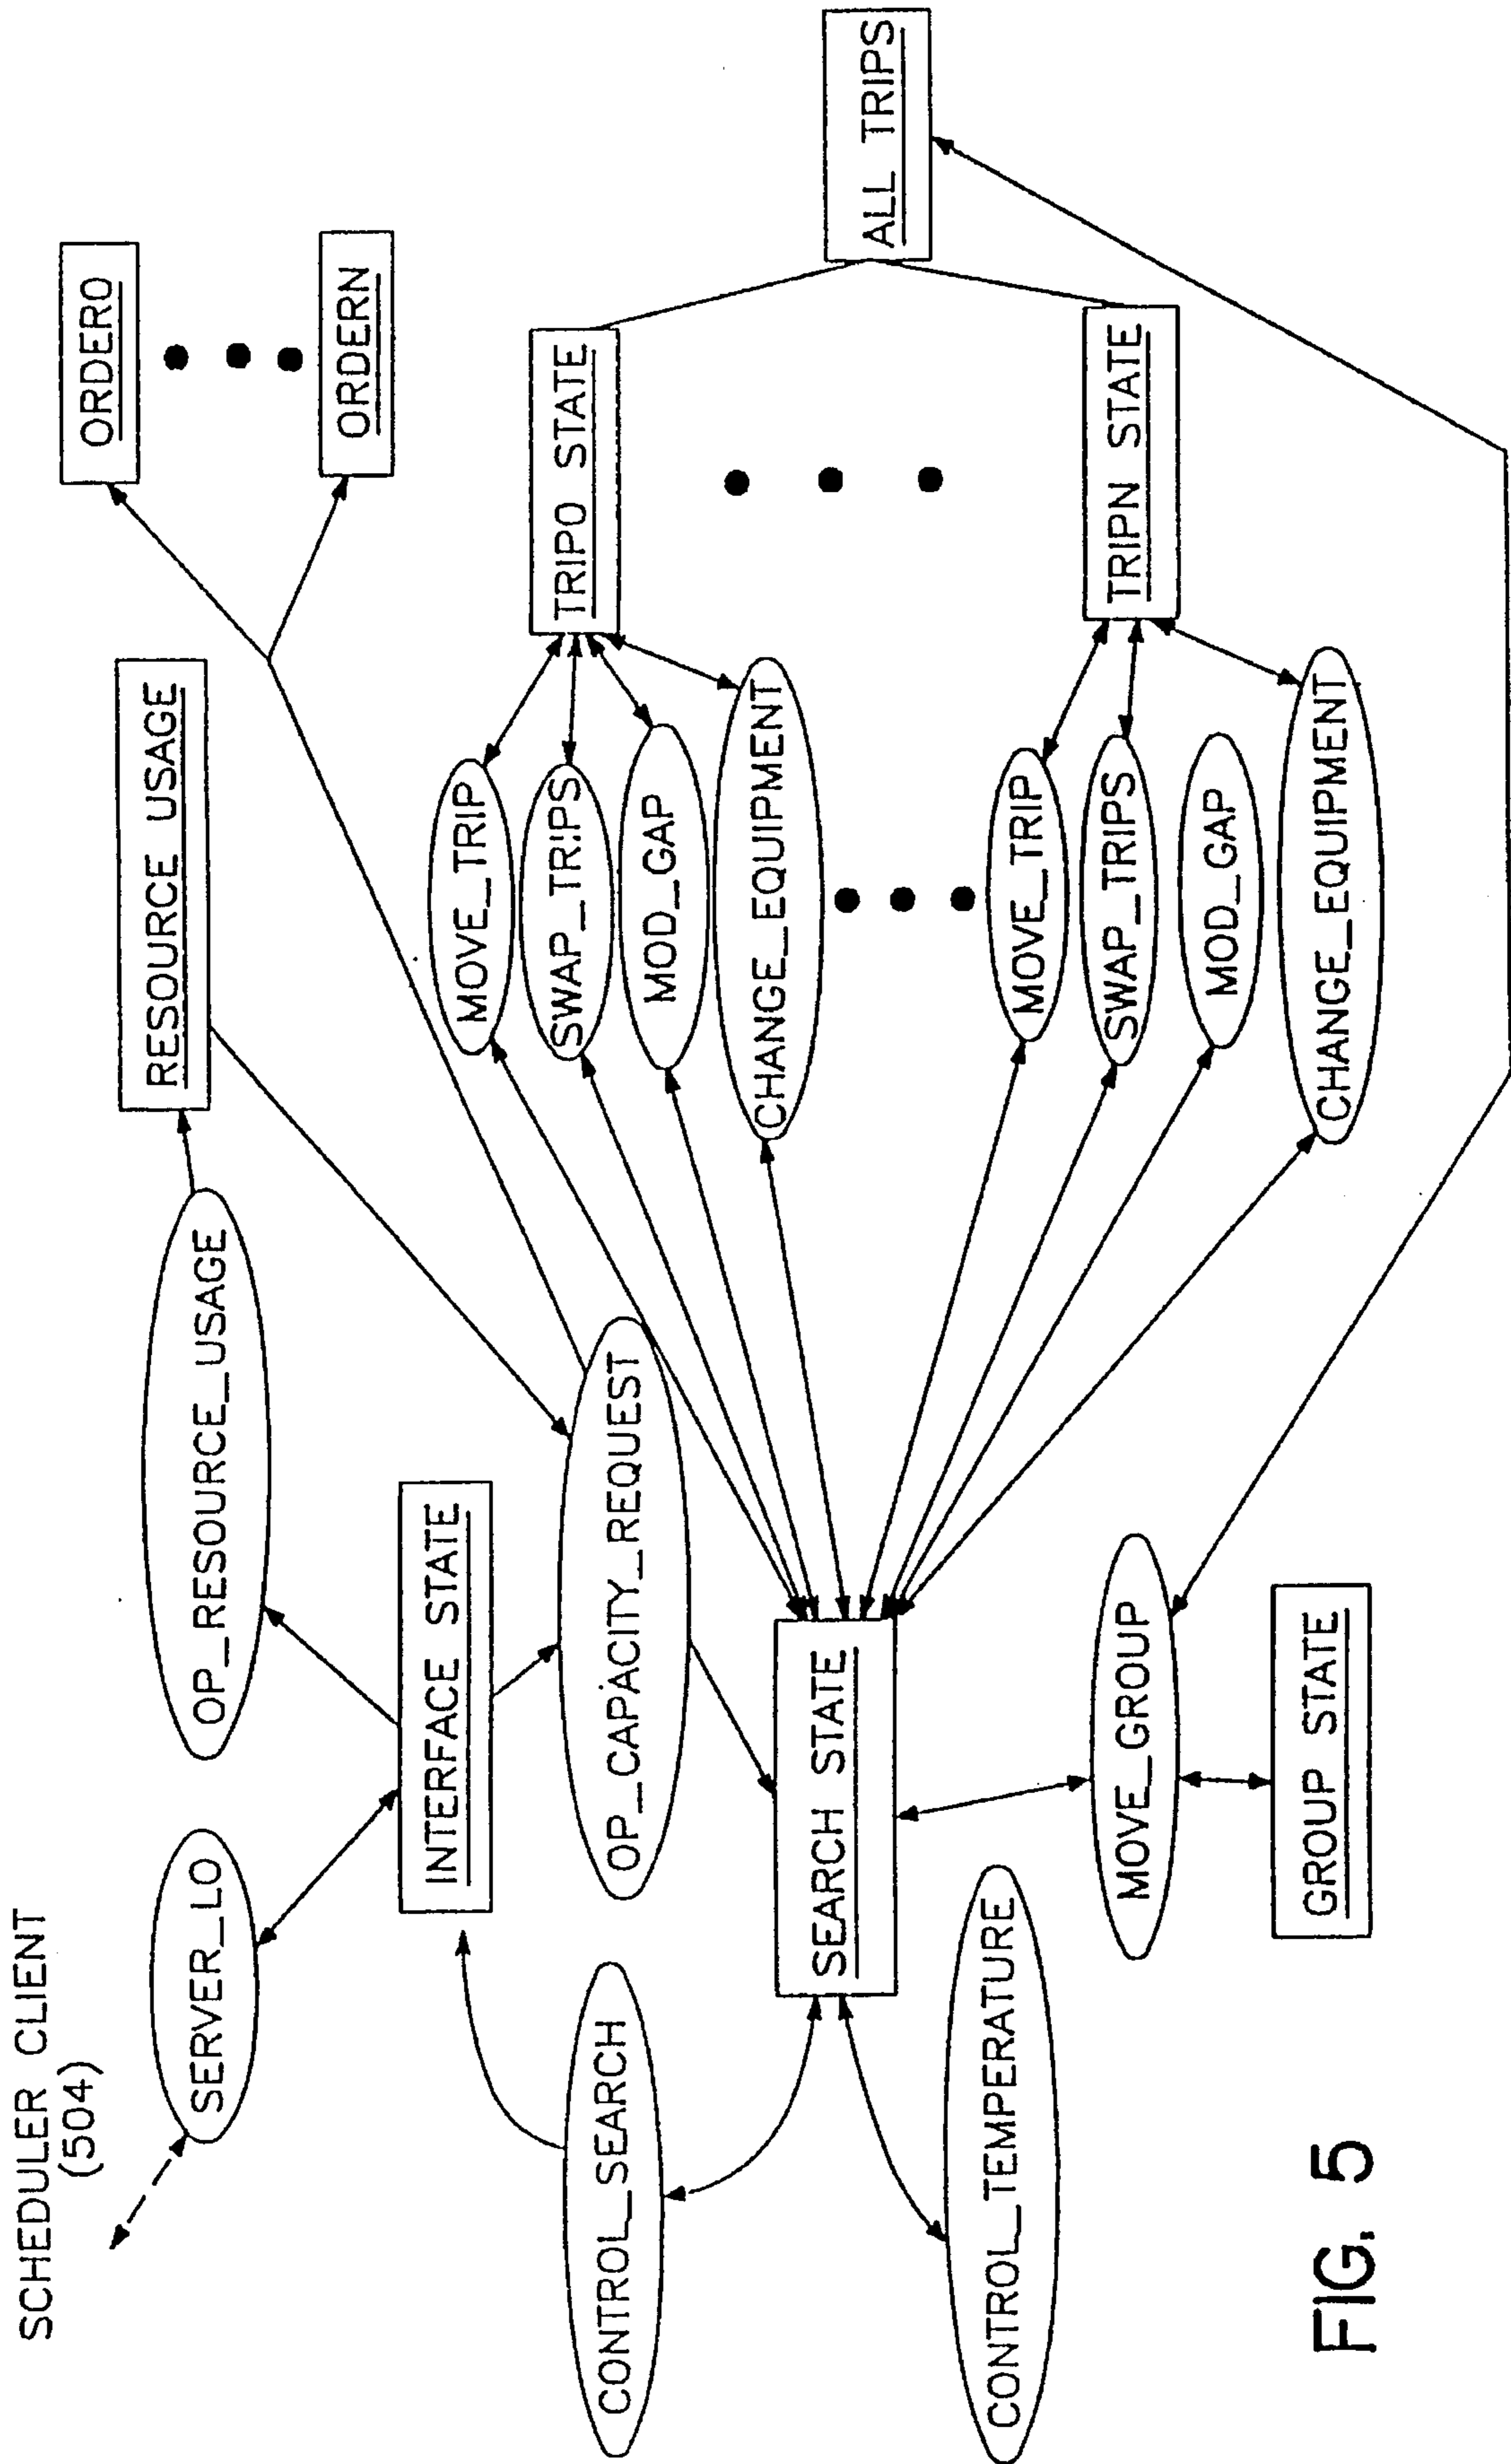 SCHEDULER CLIENT
(504)
SERVER_LO
OP_RESOURCE_USAGE
RESOURCE USAGE
ORDER0
ORDERN
INTERFACE STATE
CONTROL_SEARCH
OP_CAPACITY_REQUEST
MOVE_TRIP
SWAP_TRIPS
MOD_GAP
CHANGE_EQUIPMENT
TRIP0 STATE
SEARCH STATE
ALL TRIPS
CONTROL_TEMPERATURE
MOVE_TRIP
SWAP_TRIPS
MOD_GAP
CHANGE_EQUIPMENT
TRIPN STATE
MOVE_GROUP
GROUP STATE
FIG. 5